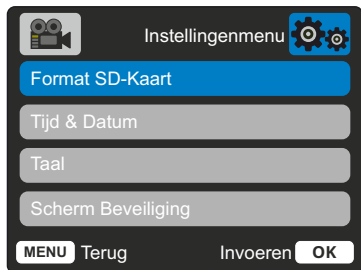 Instellingenmenu
Format SD-Kaart
Tijd & Datum
Taal
Scherm Beveiliging
MENU Terug Invoeren OK